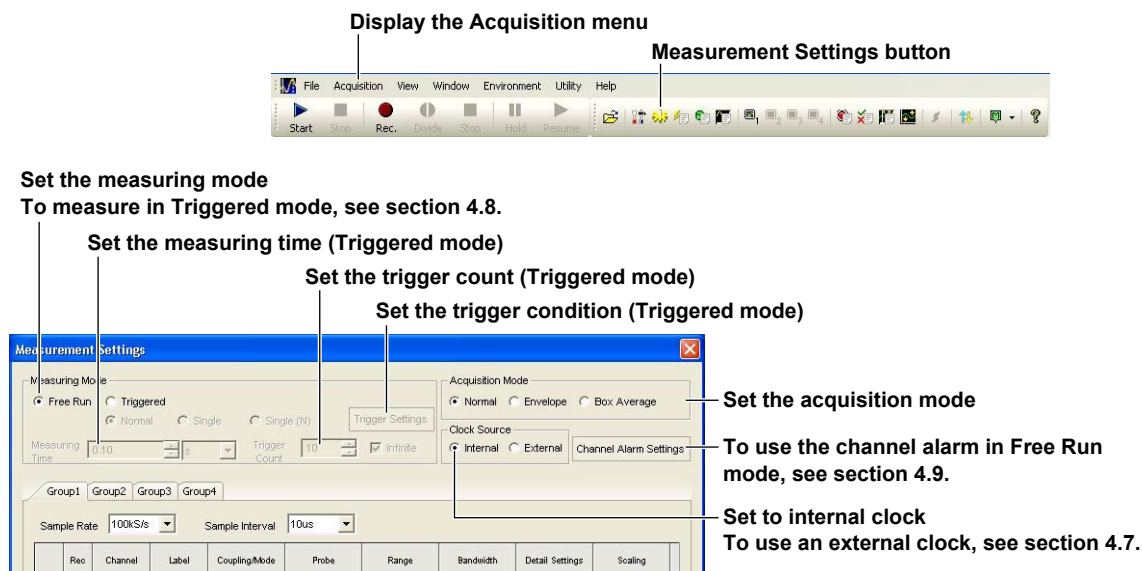 Display the Acquisition menu
Measurement Settings button
File Acquisition View Window Environment Utility Help
Start Stop Rec. Divide Stop Hold Resume
1 2 3 4
Set the measuring mode
To measure in Triggered mode, see section 4.8.
Set the measuring time (Triggered mode)
Set the trigger count (Triggered mode)
Set the trigger condition (Triggered mode)
Measurement Settings
Measuring Mode
Free Run Triggered
Normal Single Single (N) Trigger Settings
Measuring Time 0.10 s Trigger Count 10 Infinite
Acquisition Mode
Normal Envelope Box Average
Clock Source
Internal External Channel Alarm Settings
Set the acquisition mode
To use the channel alarm in Free Run
mode, see section 4.9.
Set to internal clock
To use an external clock, see section 4.7.
Group1 Group2 Group3 Group4
Sample Rate 100kS/s Sample Interval 10us
Rec Channel Label Coupling/Mode Probe Range Bandwidth Detail Settings Scaling